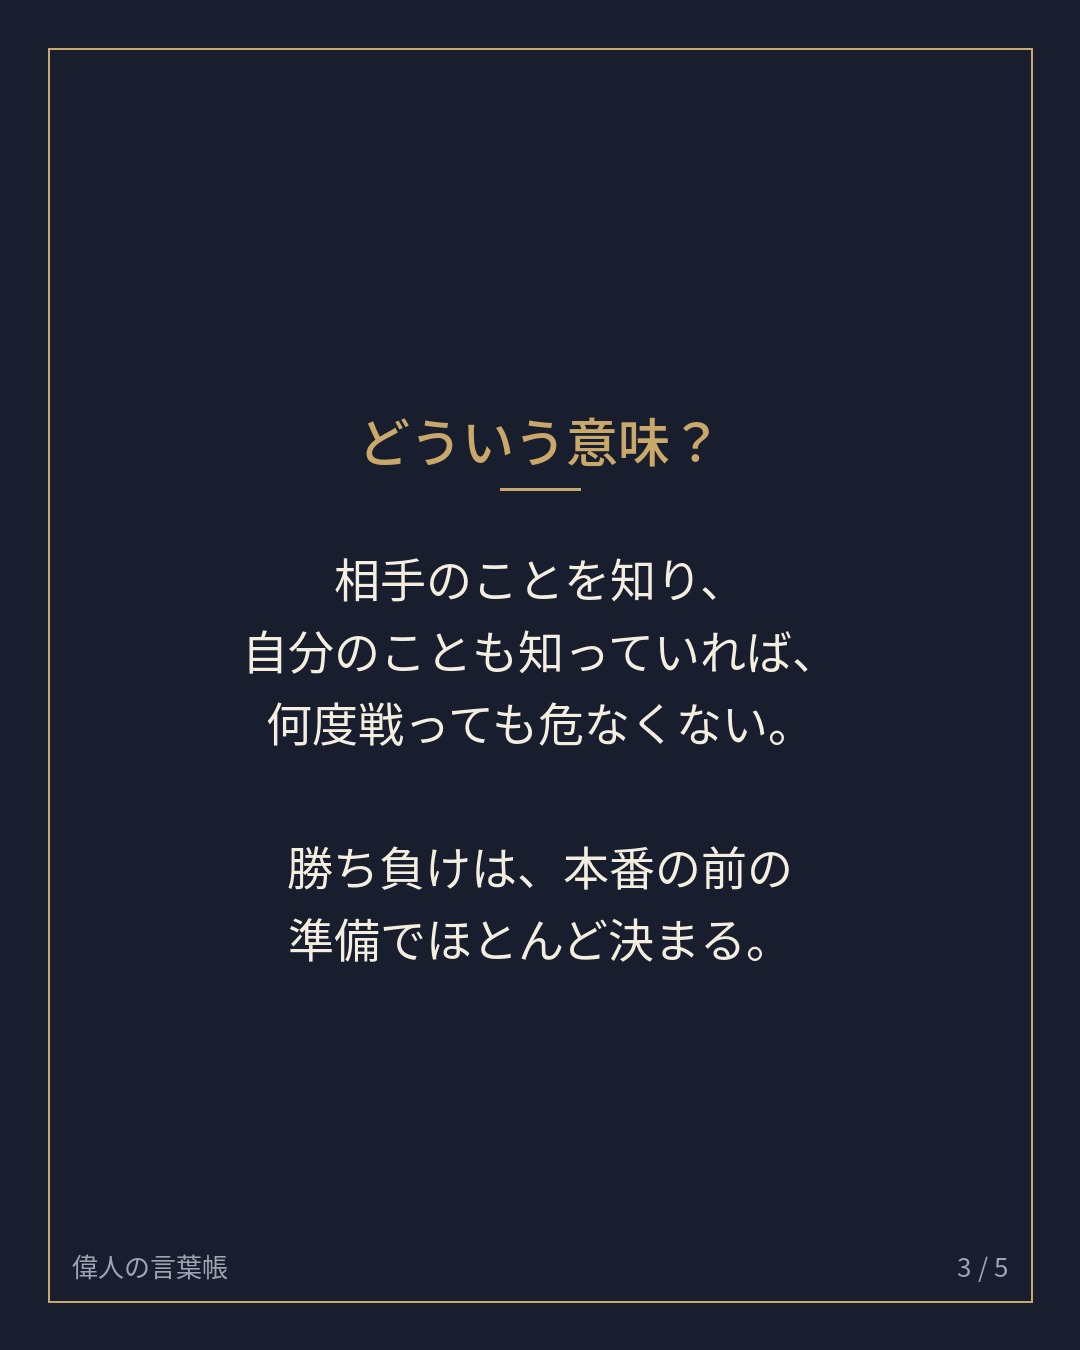 どういう意味？
相手のことを知り、
自分のことも知っていれば、
何度戦っても危なくない。
勝ち負けは、本番の前の
準備でほとんど決まる。
偉人の言葉帳
3 / 5